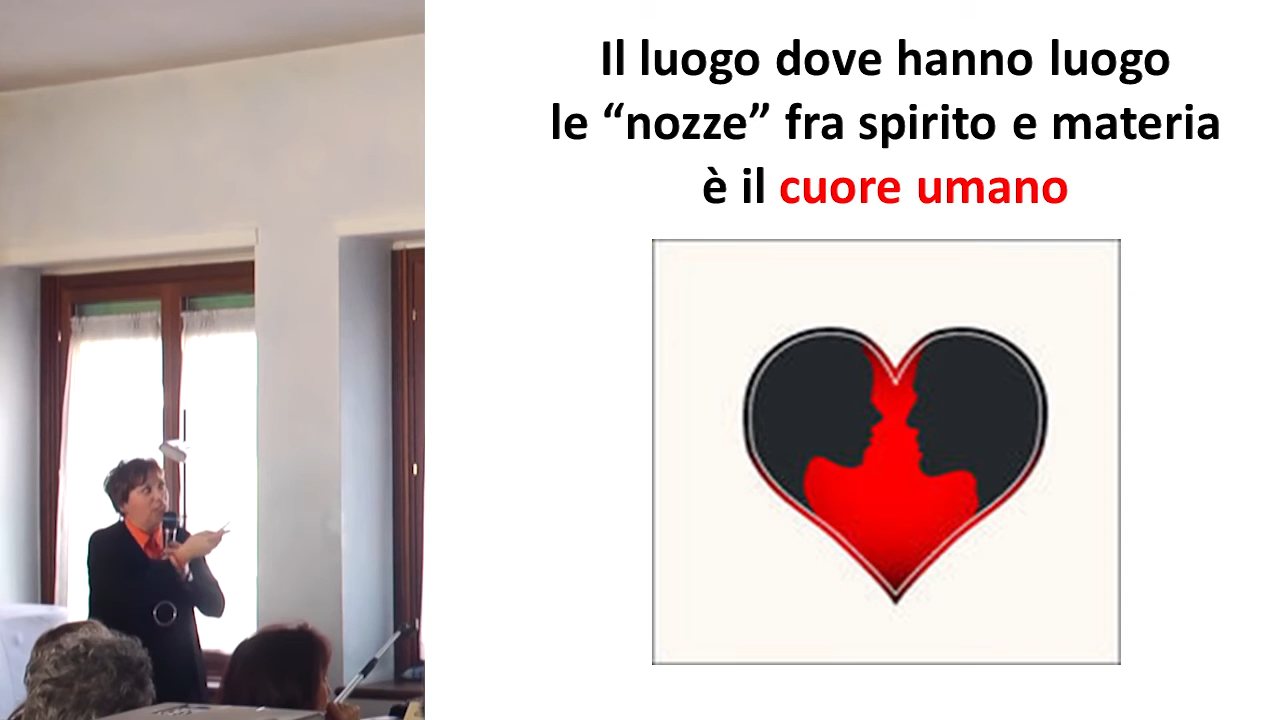 Il luogo dove hanno luogo
le “nozze” fra spirito e materia
è il cuore umano